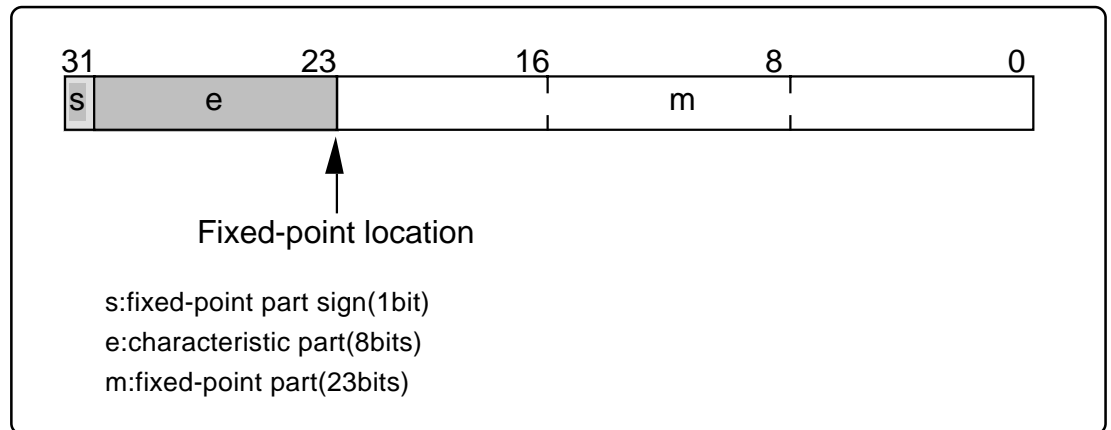 31 23 16 8 0
s e m
Fixed-point location
s:fixed-point part sign(1bit)
e:characteristic part(8bits)
m:fixed-point part(23bits)